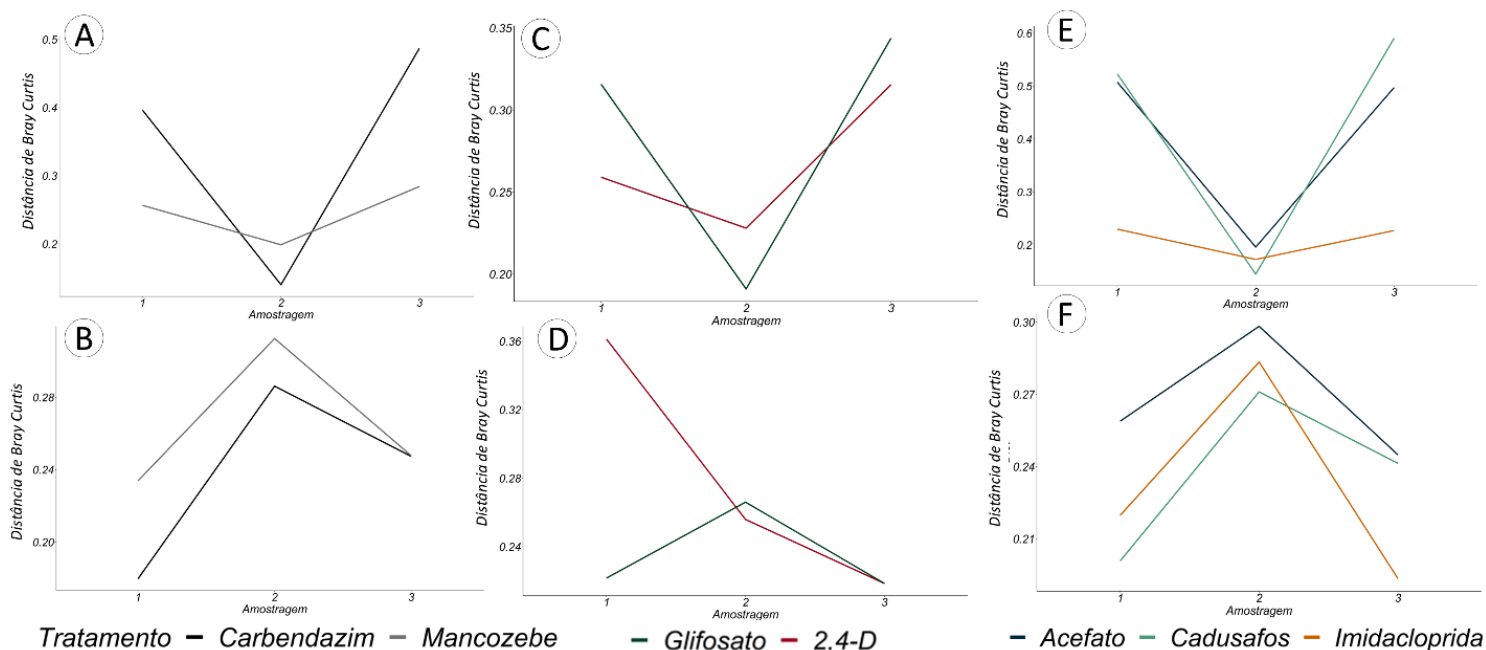 A
Distância de Bray Curtis
0.5
0.4
0.3
0.2
1 2 3
Amostragem
C
Distância de Bray Curtis
0.35
0.30
0.25
0.20
1 2 3
Amostragem
E
Distância de Bray Curtis
0.6
0.5
0.4
0.3
0.2
1 2 3
Amostragem
B
Distância de Bray Curtis
0.28
0.24
0.20
1 2 3
Amostragem
D
Distância de Bray Curtis
0.36
0.32
0.28
0.24
1 2 3
Amostragem
F
Distância de Bray Curtis
0.30
0.27
0.24
0.21
1 2 3
Amostragem
Tratamento Carbendazim Mancozebe
Glifosato 2,4-D
Acefato Cadusafos Imidacloprida